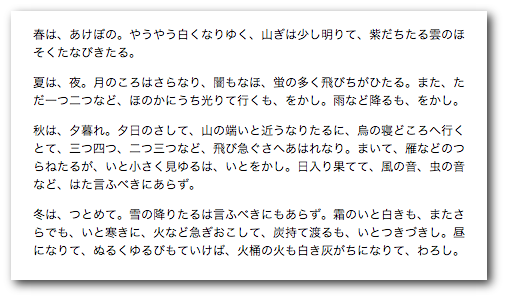 春は、あけぼの。やうやう白くなりゆく、山ぎは少し明りて、紫だちたる雲のほ
そくたなびきたる。
夏は、夜。月のころはさらなり、闇もなほ、蛍の多く飛びちがひたる。また、た
だ一つ二つなど、ほのかにうち光りて行くも、をかし。雨など降るも、をかし。
秋は、夕暮れ。夕日のさして、山の端いと近うなりたるに、烏の寝どころへ行く
とて、三つ四つ、二つ三つなど、飛び急ぐさへあはれなり。まいて、雁などのつ
らねたるが、いと小さく見ゆるは、いとをかし。日入り果てて、風の音、虫の音
など、はた言ふべきにあらず。
冬は、つとめて。雪の降りたるは言ふべきにもあらず。霜のいと白きも、またさ
らでも、いと寒きに、火など急ぎおこして、炭持て渡るも、いとつきづきし。昼
になりて、ぬるくゆるびもていけば、火桶の火も白き灰がちになりて、わろし。